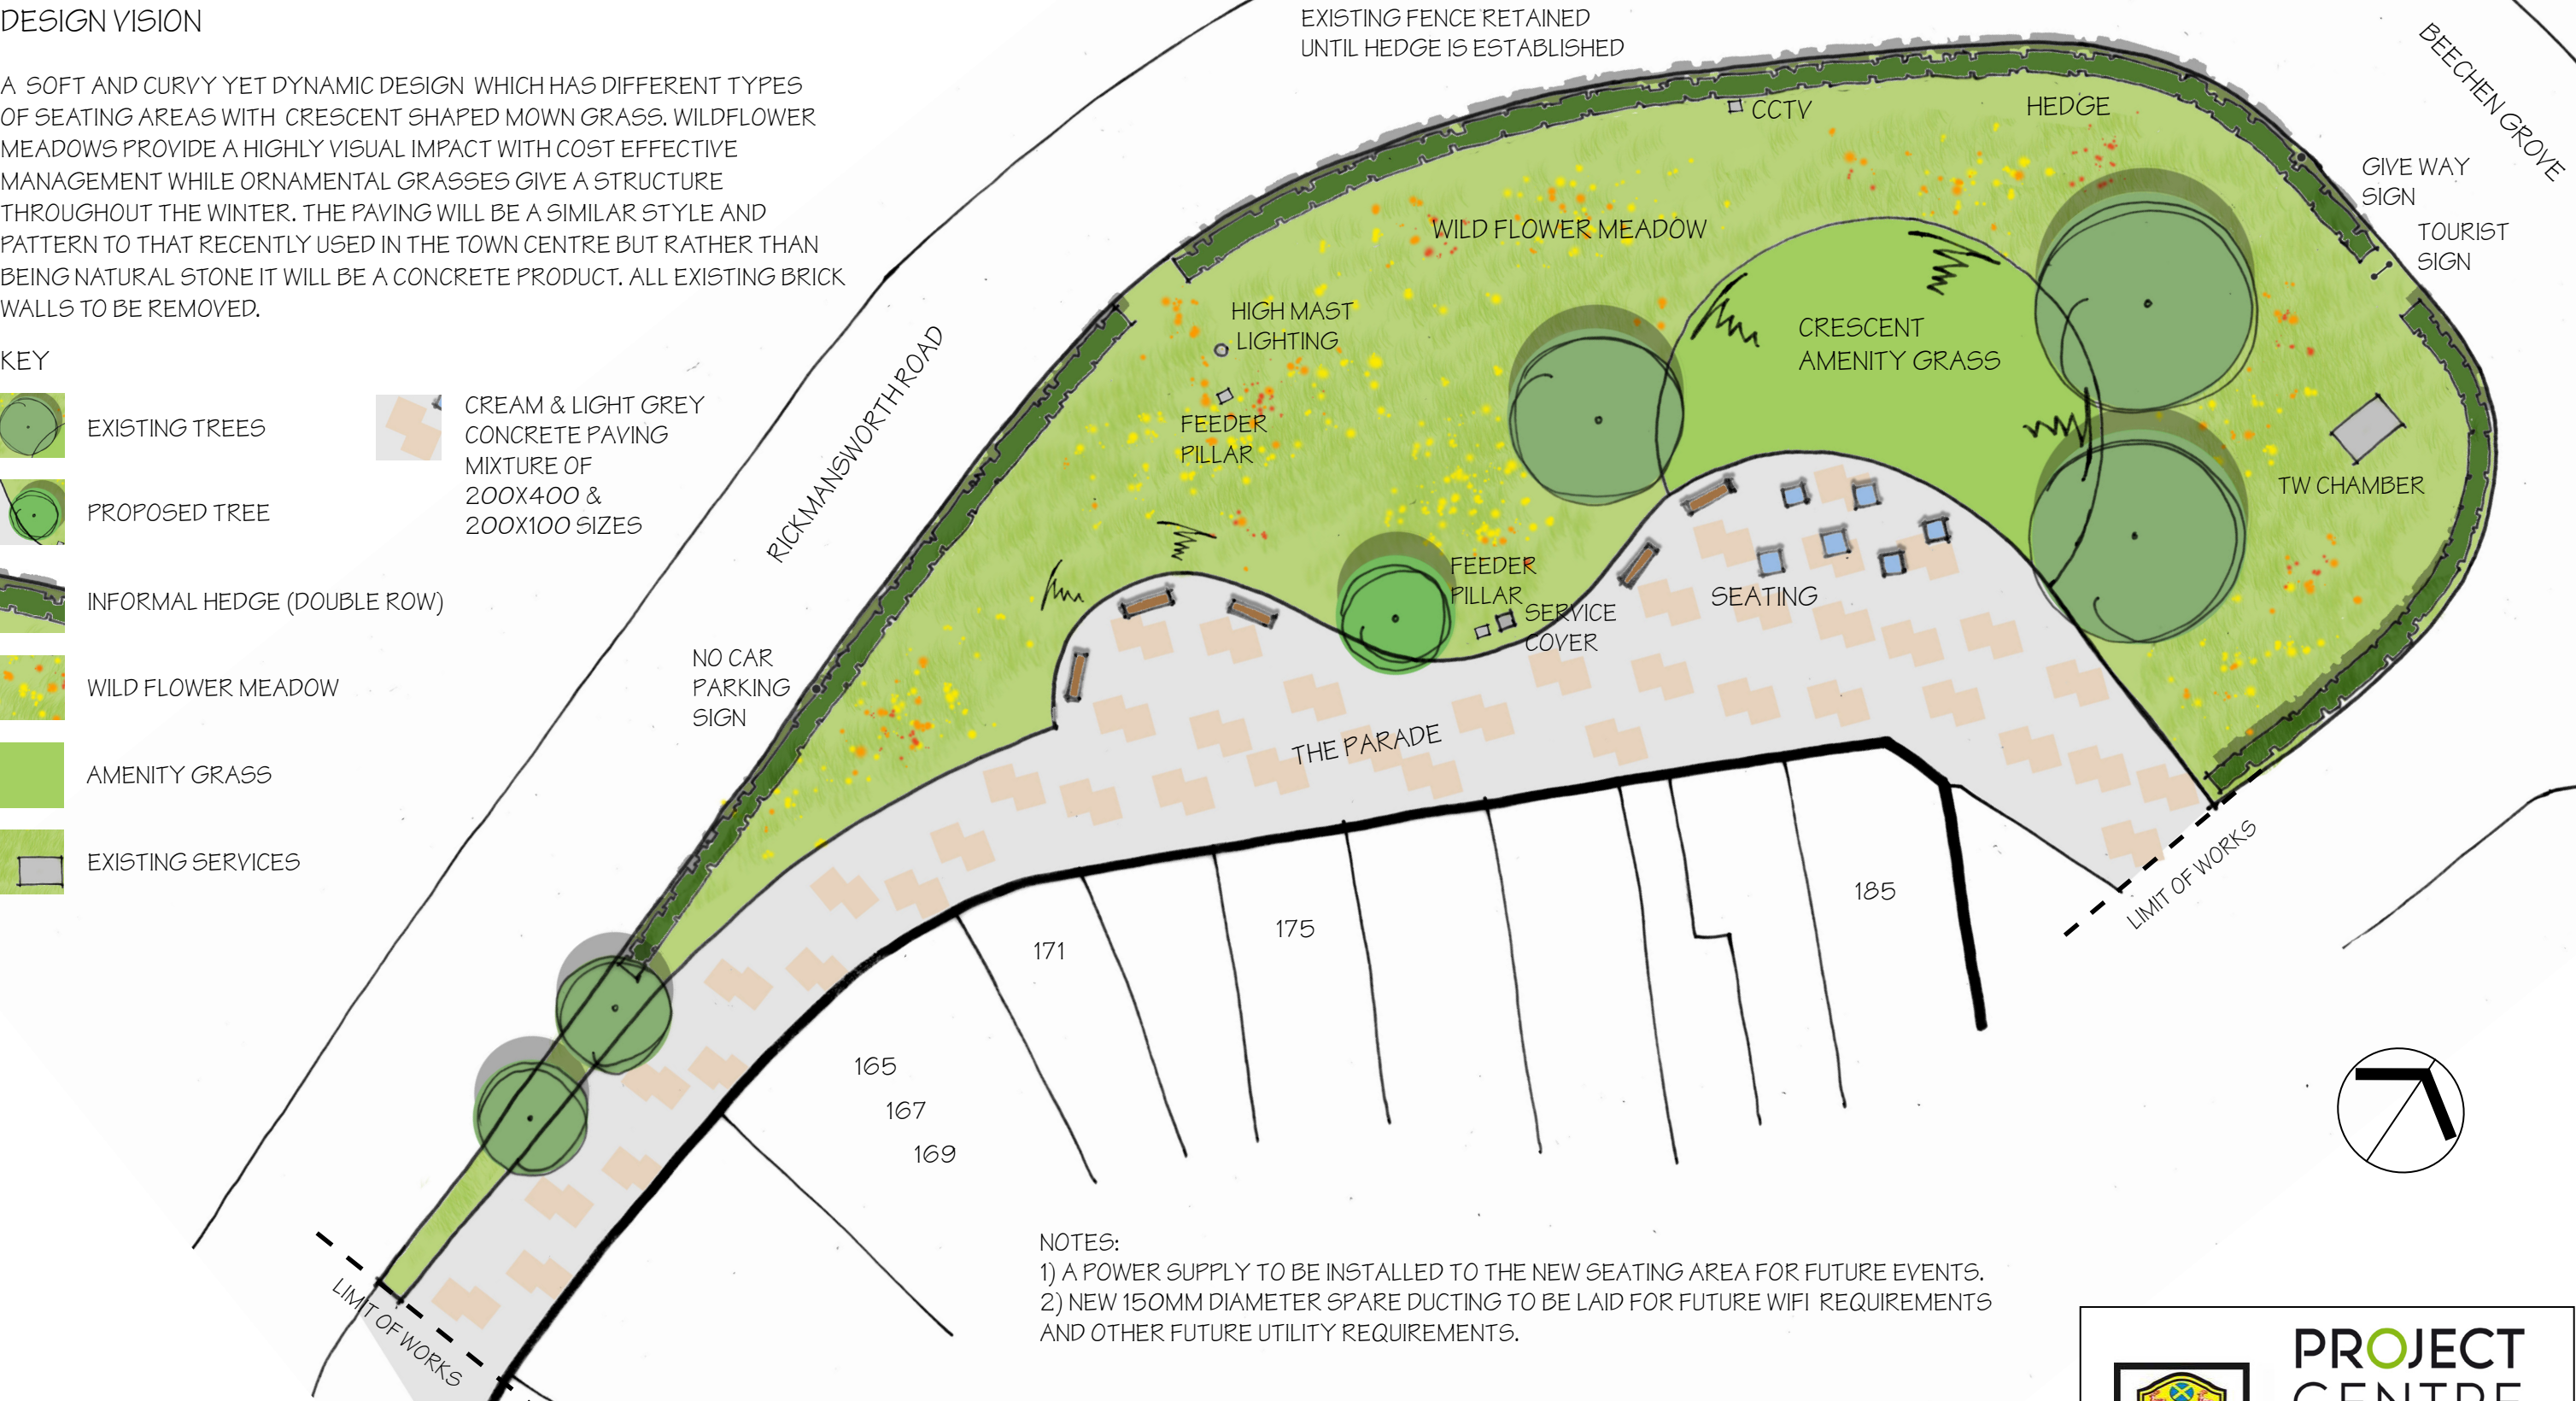 DESIGN VISION
A SOFT AND CURVY YET DYNAMIC DESIGN WHICH HAS DIFFERENT TYPES
OF SEATING AREAS WITH CRESCENT SHAPED MOWN GRASS. WILDFLOWER
MEADOWS PROVIDE A HIGHLY VISUAL IMPACT WITH COST EFFECTIVE
MANAGEMENT WHILE ORNAMENTAL GRASSES GIVE A STRUCTURE
THROUGHOUT THE WINTER. THE PAVING WILL BE A SIMILAR STYLE AND
PATTERN TO THAT RECENTLY USED IN THE TOWN CENTRE BUT RATHER THAN
BEING NATURAL STONE IT WILL BE A CONCRETE PRODUCT. ALL EXISTING BRICK
WALLS TO BE REMOVED.
KEY
EXISTING TREES
PROPOSED TREE
INFORMAL HEDGE (DOUBLE ROW)
WILD FLOWER MEADOW
AMENITY GRASS
EXISTING SERVICES
CREAM & LIGHT GREY
CONCRETE PAVING
MIXTURE OF
200X400 &
200X100 SIZES
EXISTING FENCE RETAINED
UNTIL HEDGE IS ESTABLISHED
BEECHEN GROVE
CCTV
HEDGE
GIVE WAY
SIGN
TOURIST
SIGN
WILD FLOWER MEADOW
HIGH MAST
LIGHTING
CRESCENT
AMENITY GRASS
RICKMANSWORTH ROAD
FEEDER
PILLAR
TW CHAMBER
FEEDER
PILLAR
SERVICE
COVER
SEATING
NO CAR
PARKING
SIGN
THE PARADE
LIMIT OF WORKS
185
175
171
165
167
169
LIMIT OF WORKS
NOTES:
1) A POWER SUPPLY TO BE INSTALLED TO THE NEW SEATING AREA FOR FUTURE EVENTS.
2) NEW 150MM DIAMETER SPARE DUCTING TO BE LAID FOR FUTURE WIFI REQUIREMENTS
AND OTHER FUTURE UTILITY REQUIREMENTS.
PROJECT
CENTRE